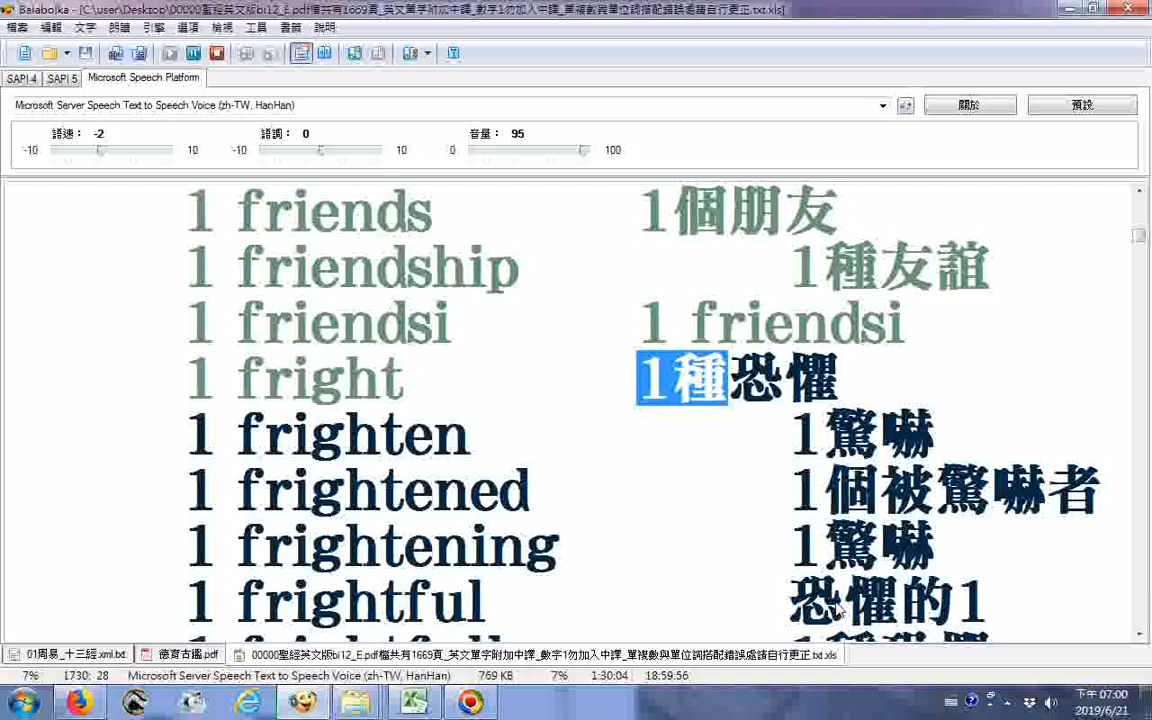 Balabolka - [C:\user\Desktop\00000聖經英文版bi12_E.pdf檔共有1669頁_英文單字附加中譯_數字1勿加入中譯_單複數與單位詞搭配錯誤處請自行更正.txt.xls]
檔案 編輯 文字 朗讀 引擎 選項 檢視 工具 書籤 說明
SAPI 4 SAPI 5 Microsoft Speech Platform
Microsoft Server Speech Text to Speech Voice (zh-TW, HanHan) 關於 預設
語速： -2 語調： 0 音量： 95
-10 10 -10 10 0 100
1 friends 1個朋友
1 friendship 1種友誼
1 friendsi 1 friendsi
1 fright 1種恐懼
1 frighten 1驚嚇
1 frightened 1個被驚嚇者
1 frightening 1驚嚇
1 frightful 恐懼的1
01周易_十三經.xml.txt 德育古鑑.pdf 00000聖經英文版bi12_E.pdf檔共有1669頁_英文單字附加中譯_數字1勿加入中譯_單複數與單位詞搭配錯誤處請自行更正.txt.xls
7% 1730; 28 Microsoft Server Speech Text to Speech Voice (zh-TW, HanHan) 769 KB 7% 1:30:04 18:59:56
下午 07:00
2019/6/21